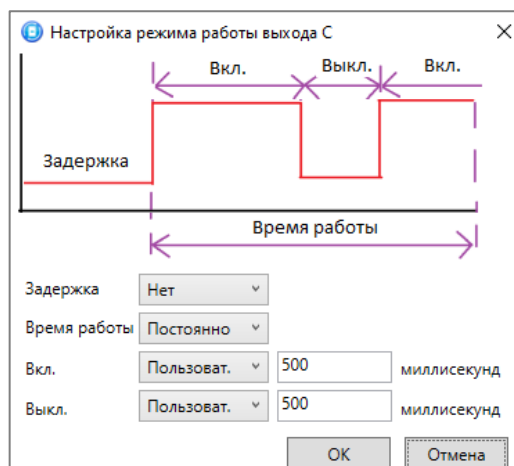 Настройка режима работы выхода C
Вкл. Выкл. Вкл.
Задержка
Время работы
Задержка Нет
Время работы Постоянно
Вкл. Пользоват. 500 миллисекунд
Выкл. Пользоват. 500 миллисекунд
ОК Отмена